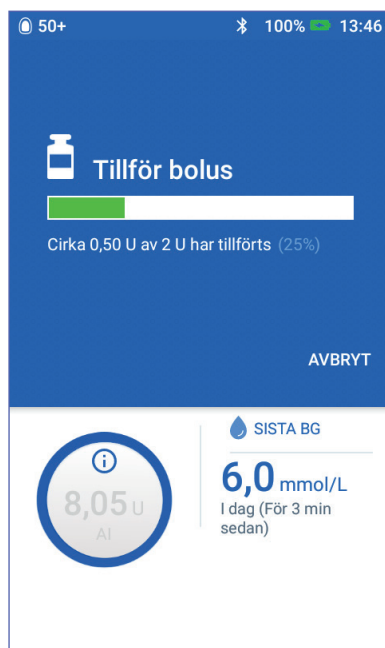 50+ 100% 13:46
Tillför bolus
Cirka 0,50 U av 2 U har tillförts (25%)
AVBRYT
8,05 U
AI
SISTA BG
6,0 mmol/L
I dag (För 3 min
sedan)